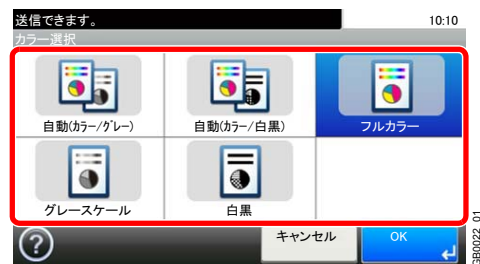 送信できます。 10:10
カラー選択
自動(ｶﾗｰ/ｸﾞﾚｰ) 自動(ｶﾗｰ/白黒) フルカラー
グレースケール 白黒
? キャンセル OK
GB0022_01